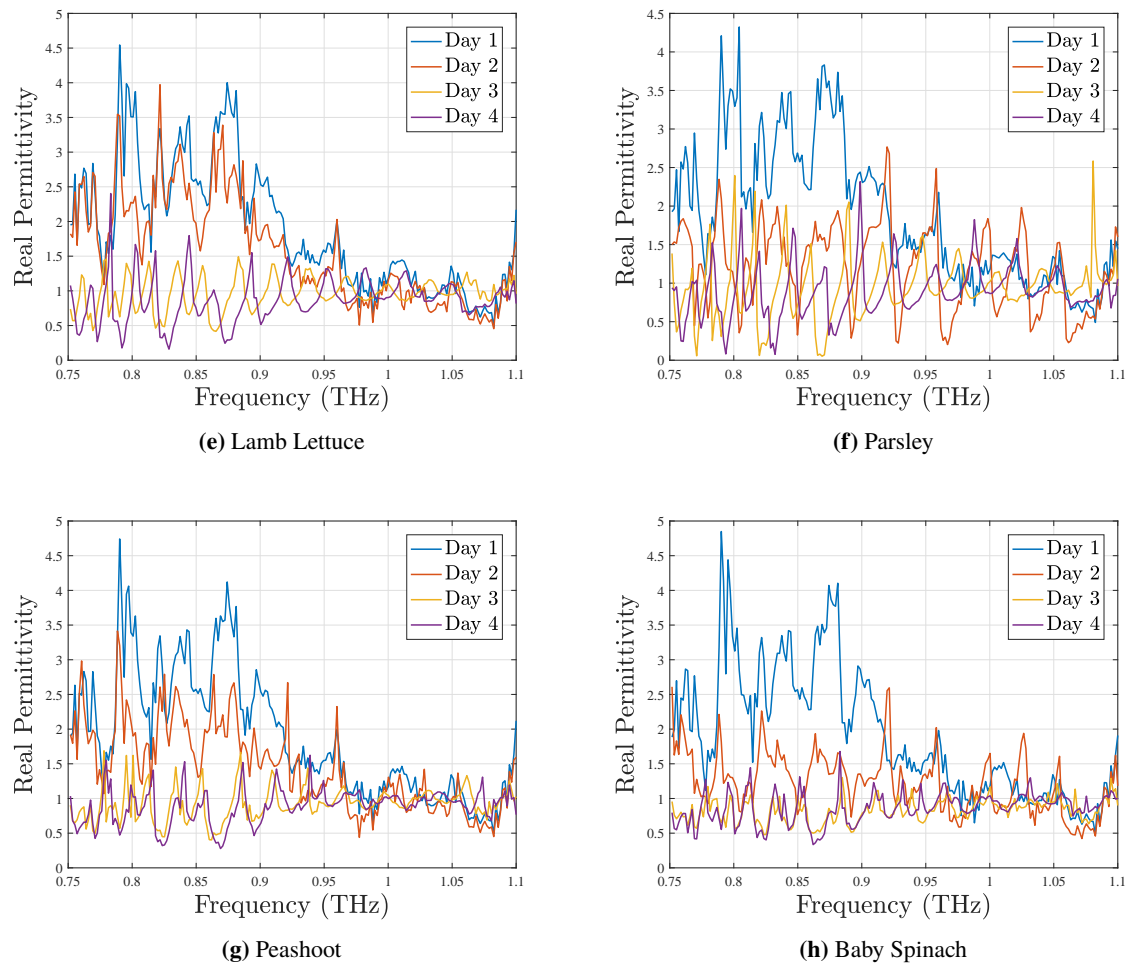 5
4.5
4
3.5
3
2.5
2
1.5
1
0.5
0
Real Permittivity
Day 1
Day 2
Day 3
Day 4
0.75 0.8 0.85 0.9 0.95 1 1.05 1.1
Frequency (THz)
(e) Lamb Lettuce
4.5
4
3.5
3
2.5
2
1.5
1
0.5
0
Real Permittivity
Day 1
Day 2
Day 3
Day 4
0.75 0.8 0.85 0.9 0.95 1 1.05 1.1
Frequency (THz)
(f) Parsley
5
4.5
4
3.5
3
2.5
2
1.5
1
0.5
0
Real Permittivity
Day 1
Day 2
Day 3
Day 4
0.75 0.8 0.85 0.9 0.95 1 1.05 1.1
Frequency (THz)
(g) Peashoot
5
4.5
4
3.5
3
2.5
2
1.5
1
0.5
0
Real Permittivity
Day 1
Day 2
Day 3
Day 4
0.75 0.8 0.85 0.9 0.95 1 1.05 1.1
Frequency (THz)
(h) Baby Spinach